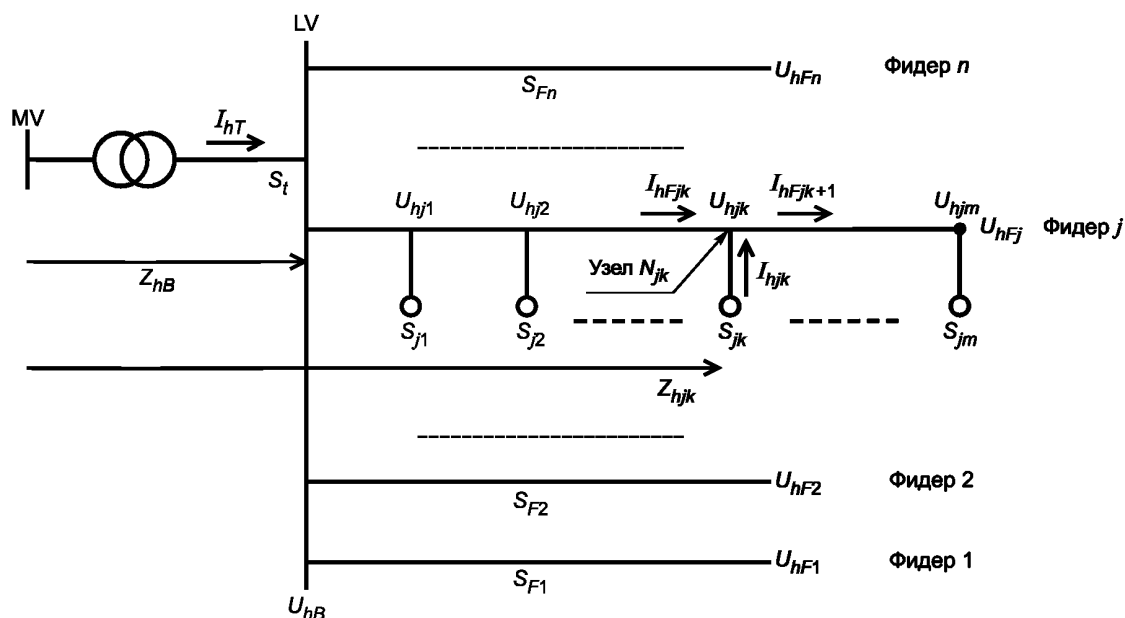 LV
U_hFn Фидер n
S_Fn
MV
I_hT
S_t
I_hFjk I_hFjk+1
U_hj1 U_hj2 U_hjk U_hjm
U_hFj Фидер j
Z_hB
Узел N_jk
I_hjk
S_j1 S_j2 S_jk S_jm
Z_hjk
U_hF2 Фидер 2
S_F2
U_hF1 Фидер 1
S_F1
U_hB